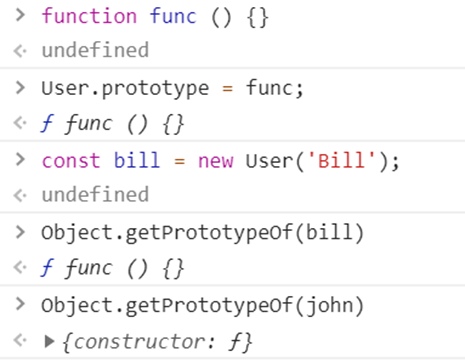 > function func () {}
<· undefined
> User.prototype = func;
<· ƒ func () {}
> const bill = new User('Bill');
<· undefined
> Object.getPrototypeOf(bill)
<· ƒ func () {}
> Object.getPrototypeOf(john)
<· ▶ {constructor: ƒ}